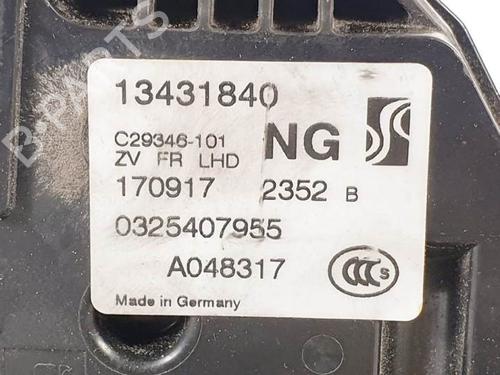 B-PARTS
13431840
C29346-101 NG
ZV FR LHD
170917 2352 B
0325407955
A048317
CCC S
Made in Germany